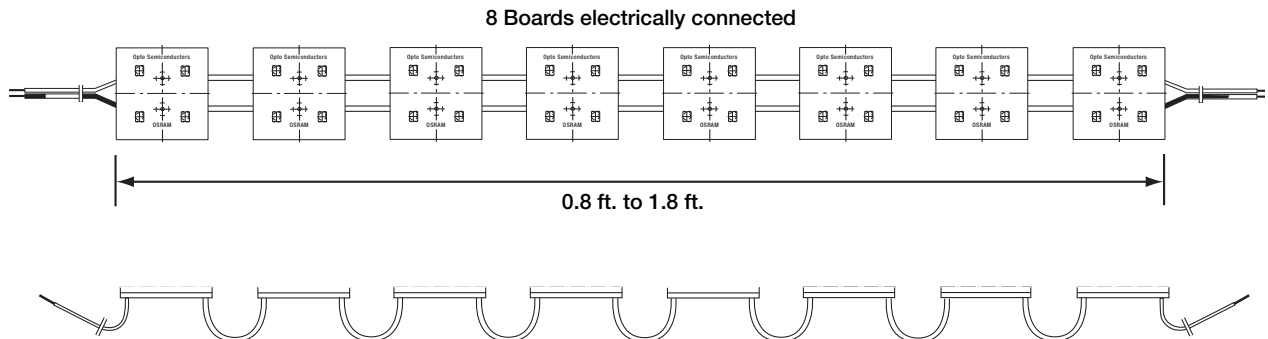 8 Boards electrically connected
Opto Semiconductors Opto Semiconductors Opto Semiconductors Opto Semiconductors Opto Semiconductors Opto Semiconductors Opto Semiconductors Opto Semiconductors
OSRAM OSRAM OSRAM OSRAM OSRAM OSRAM OSRAM OSRAM
0.8 ft. to 1.8 ft.